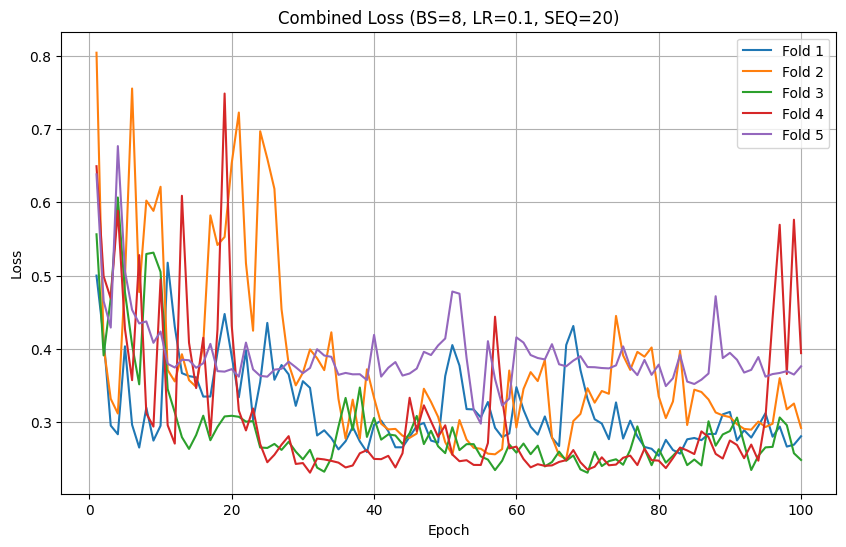 Combined Loss (BS=8, LR=0.1, SEQ=20)
Fold 1
Fold 2
Fold 3
Fold 4
Fold 5
Loss
0.8
0.7
0.6
0.5
0.4
0.3
0 20 40 60 80 100
Epoch